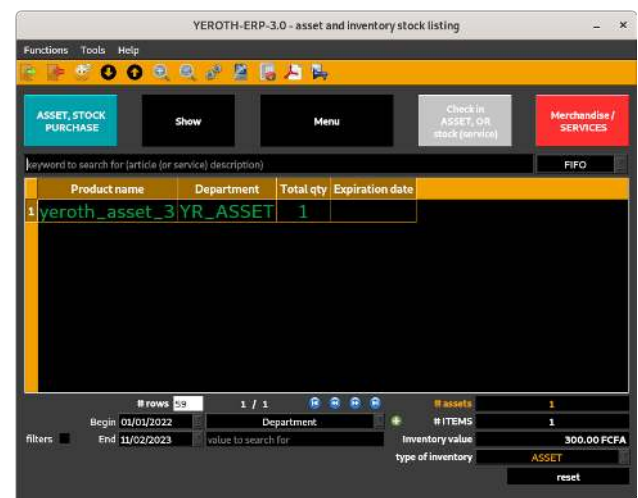 YEROTH-ERP-3.0 - asset and inventory stock listing
Functions Tools Help
ASSET, STOCK
PURCHASE
Show
Menu
Check in
ASSET, OR
stock (service)
Merchandise /
SERVICES
keyword to search for (article (or service) description)
FIFO
Product name Department Total qty Expiration date
1 yeroth_asset_3 YR_ASSET 1
# rows 59 1 / 1 # assets 1
Begin 01/01/2022 Department # ITEMS 1
filters End 11/02/2023 value to search for Inventory value 300.00 FCFA
type of inventory ASSET
reset